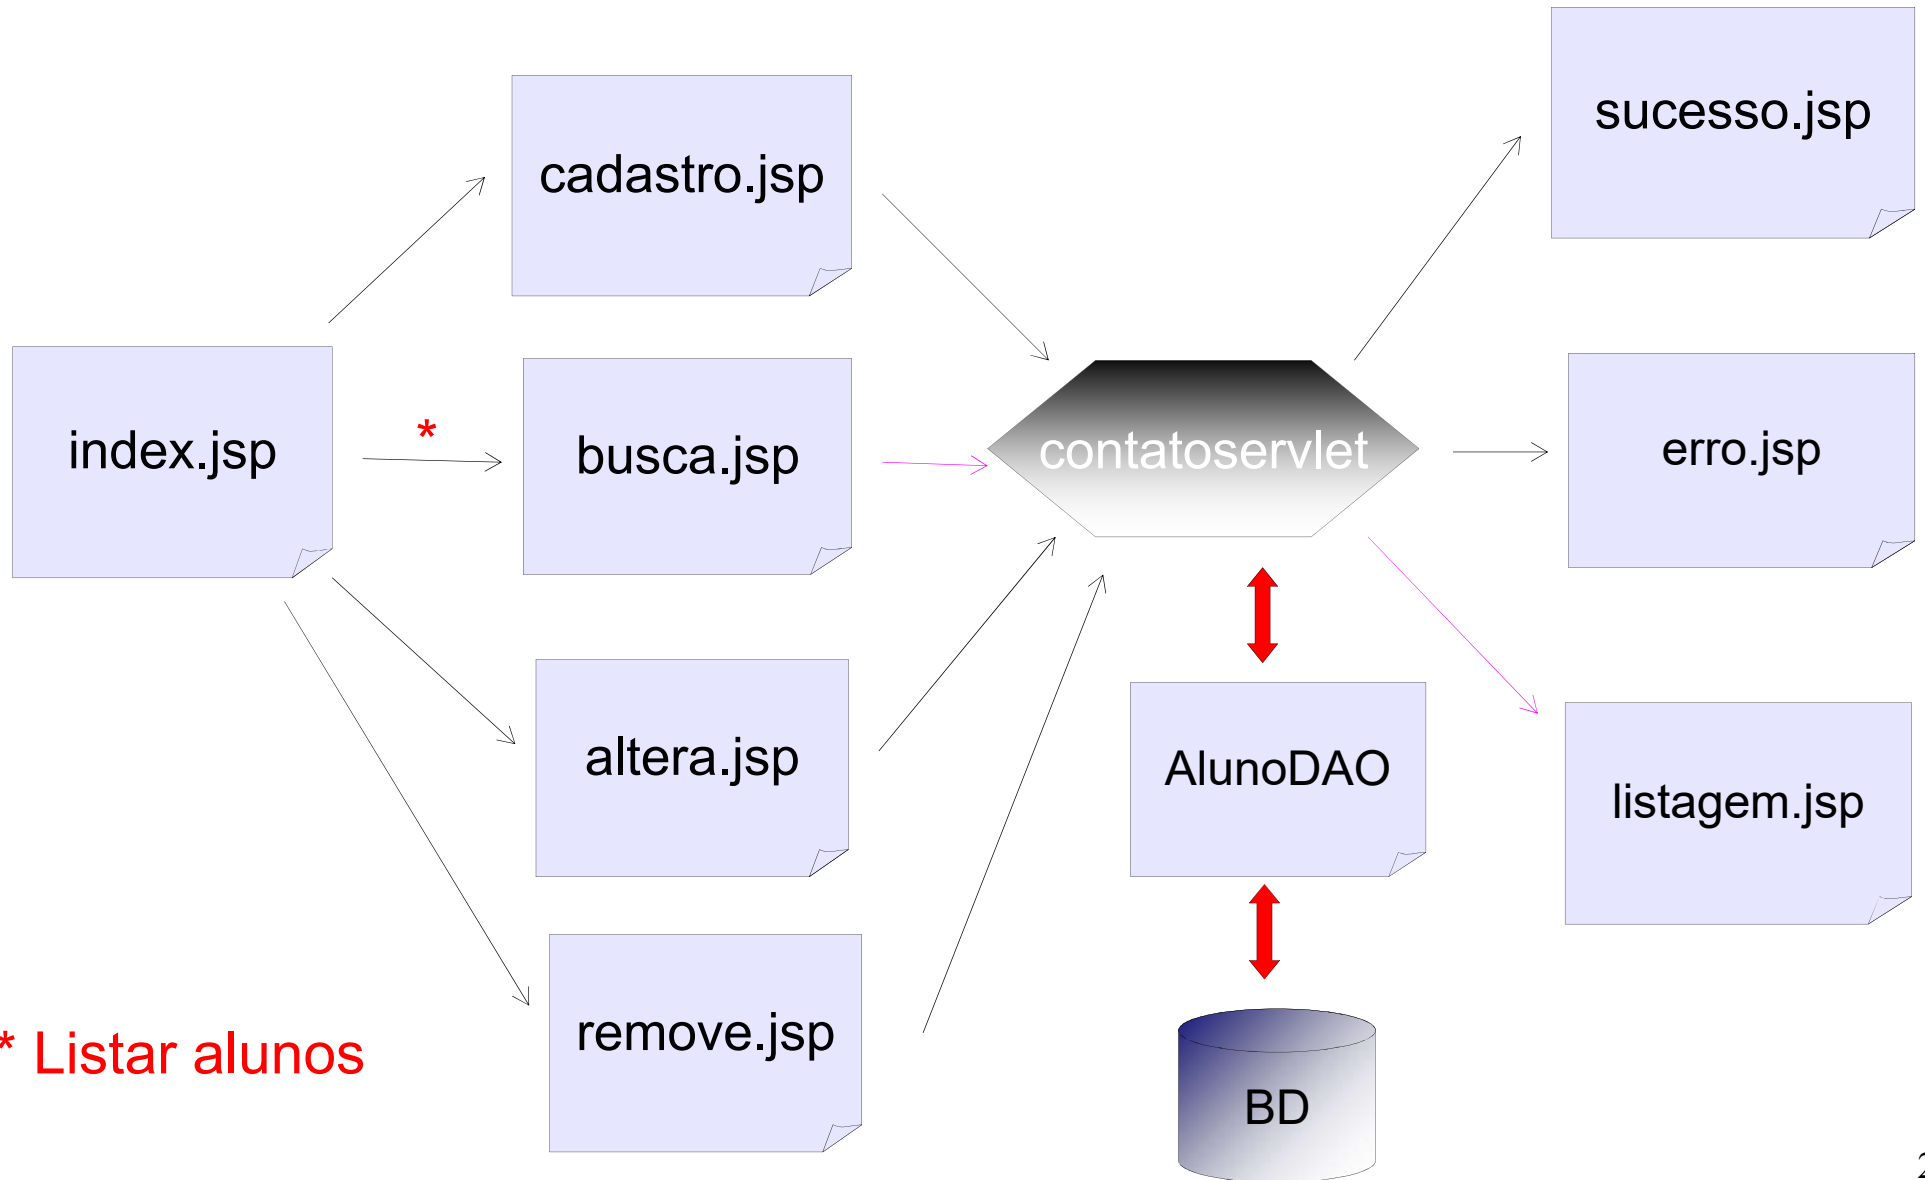 sucesso.jsp
cadastro.jsp
index.jsp
*
busca.jsp
contatoservlet
erro.jsp
altera.jsp
AlunoDAO
listagem.jsp
remove.jsp
* Listar alunos
BD
2